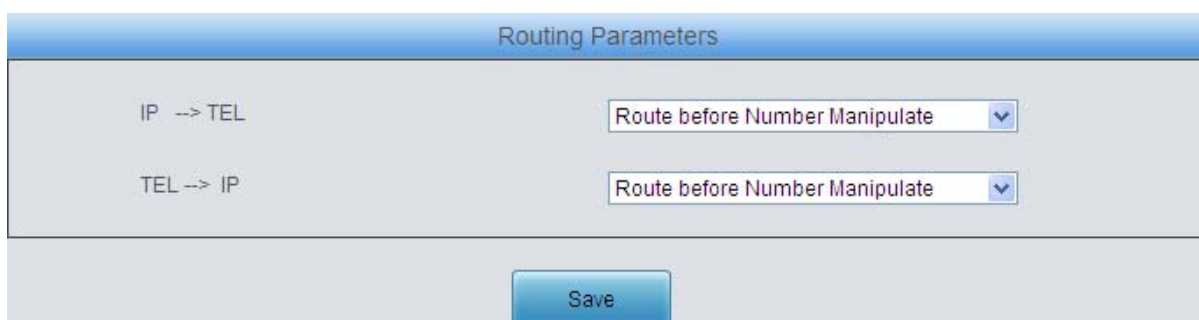 Routing Parameters
IP --> TEL Route before Number Manipulate
TEL --> IP Route before Number Manipulate
Save